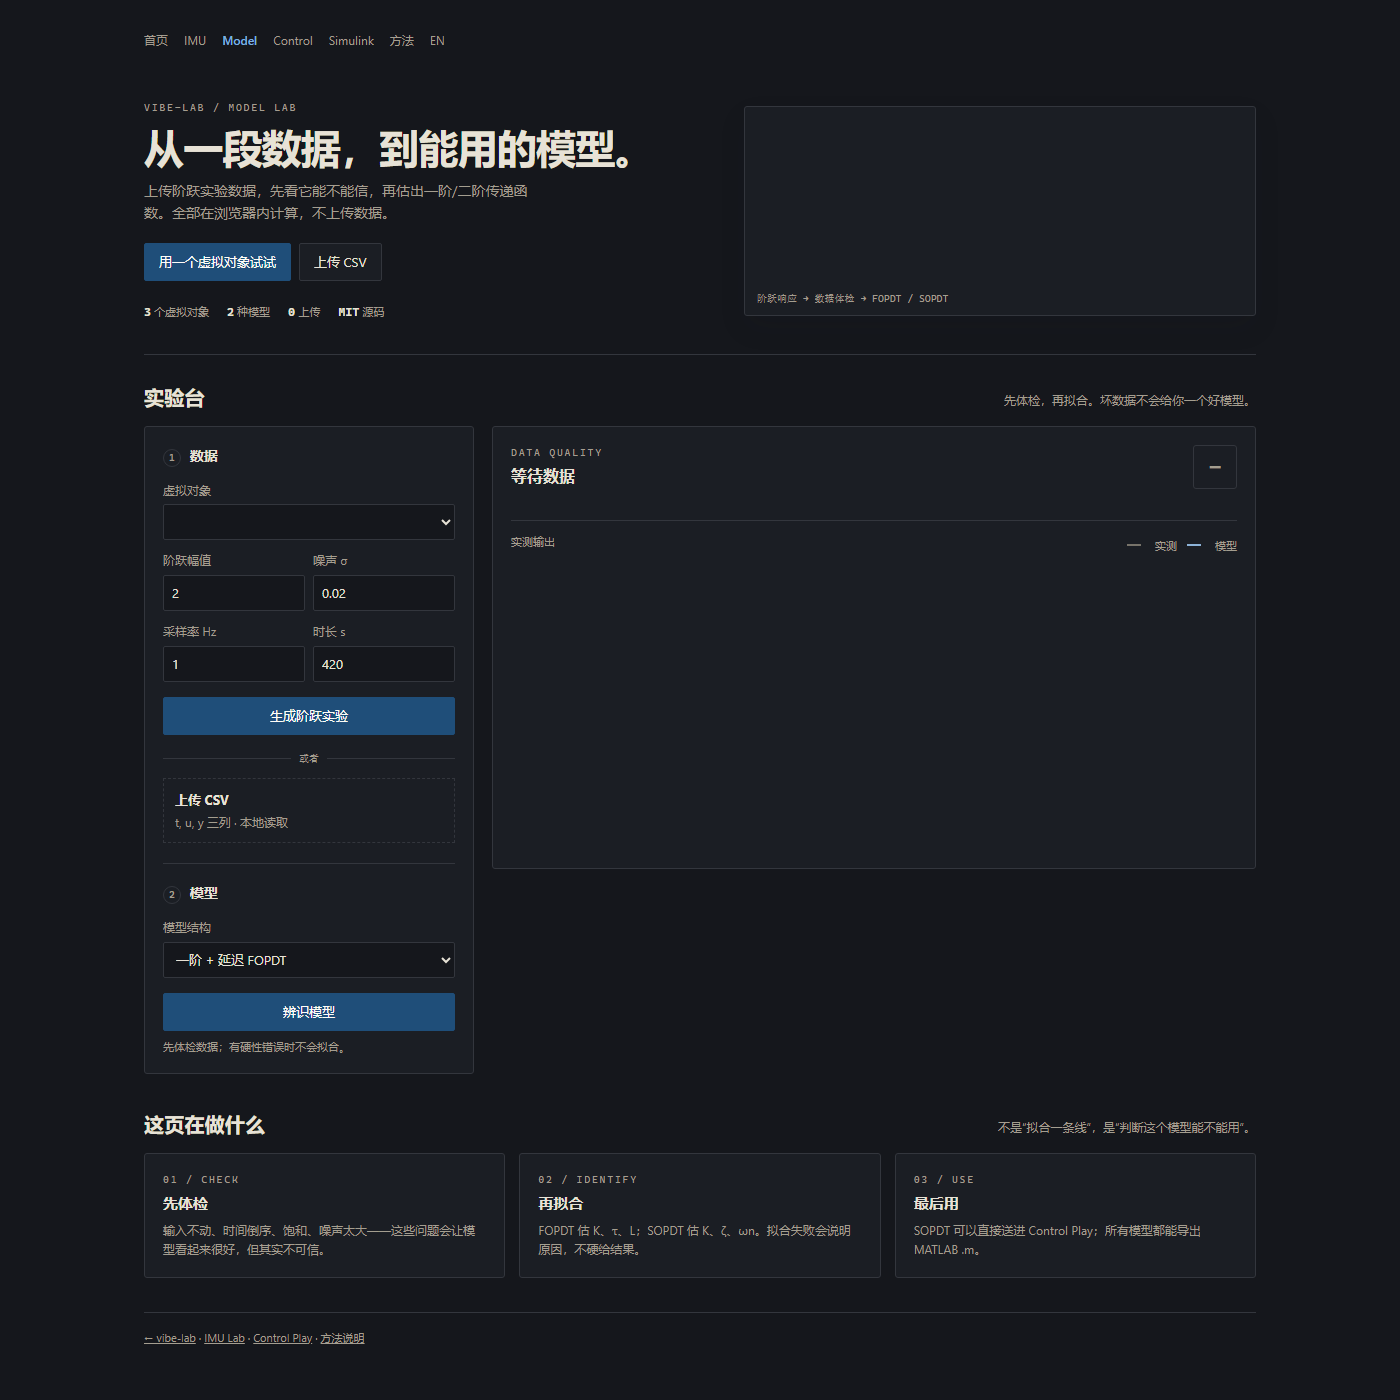 首页 IMU Model Control Simulink 方法 EN
VIBE-LAB / MODEL LAB
从一段数据，到能用的模型。
上传阶跃实验数据，先看它能不能信，再估出一阶/二阶传递函
数。全部在浏览器内计算，不上传数据。
用一个虚拟对象试试 上传 CSV
3 个虚拟对象 2 种模型 0 上传 MIT 源码
阶跃响应 → 数据体检 → FOPDT / SOPDT
实验台
先体检，再拟合。坏数据不会给你一个好模型。
1 数据
虚拟对象
阶跃幅值 噪声 σ
2 0.02
采样率 Hz 时长 s
1 420
生成阶跃实验
或者
上传 CSV
t, u, y 三列 · 本地读取
2 模型
模型结构
一阶 + 延迟 FOPDT
辨识模型
先体检数据；有硬性错误时不会拟合。
DATA QUALITY
等待数据
—
实测输出
实测 模型
这页在做什么
不是“拟合一条线”，是“判断这个模型能不能用”。
01 / CHECK
先体检
输入不动、时间倒序、饱和、噪声太大——这些问题会让模
型看起来很好，但其实不可信。
02 / IDENTIFY
再拟合
FOPDT 估 K、τ、L；SOPDT 估 K、ζ、ωn。拟合失败会说明
原因，不硬给结果。
03 / USE
最后用
SOPDT 可以直接送进 Control Play；所有模型都能导出
MATLAB .m。
← vibe-lab · IMU Lab · Control Play · 方法说明